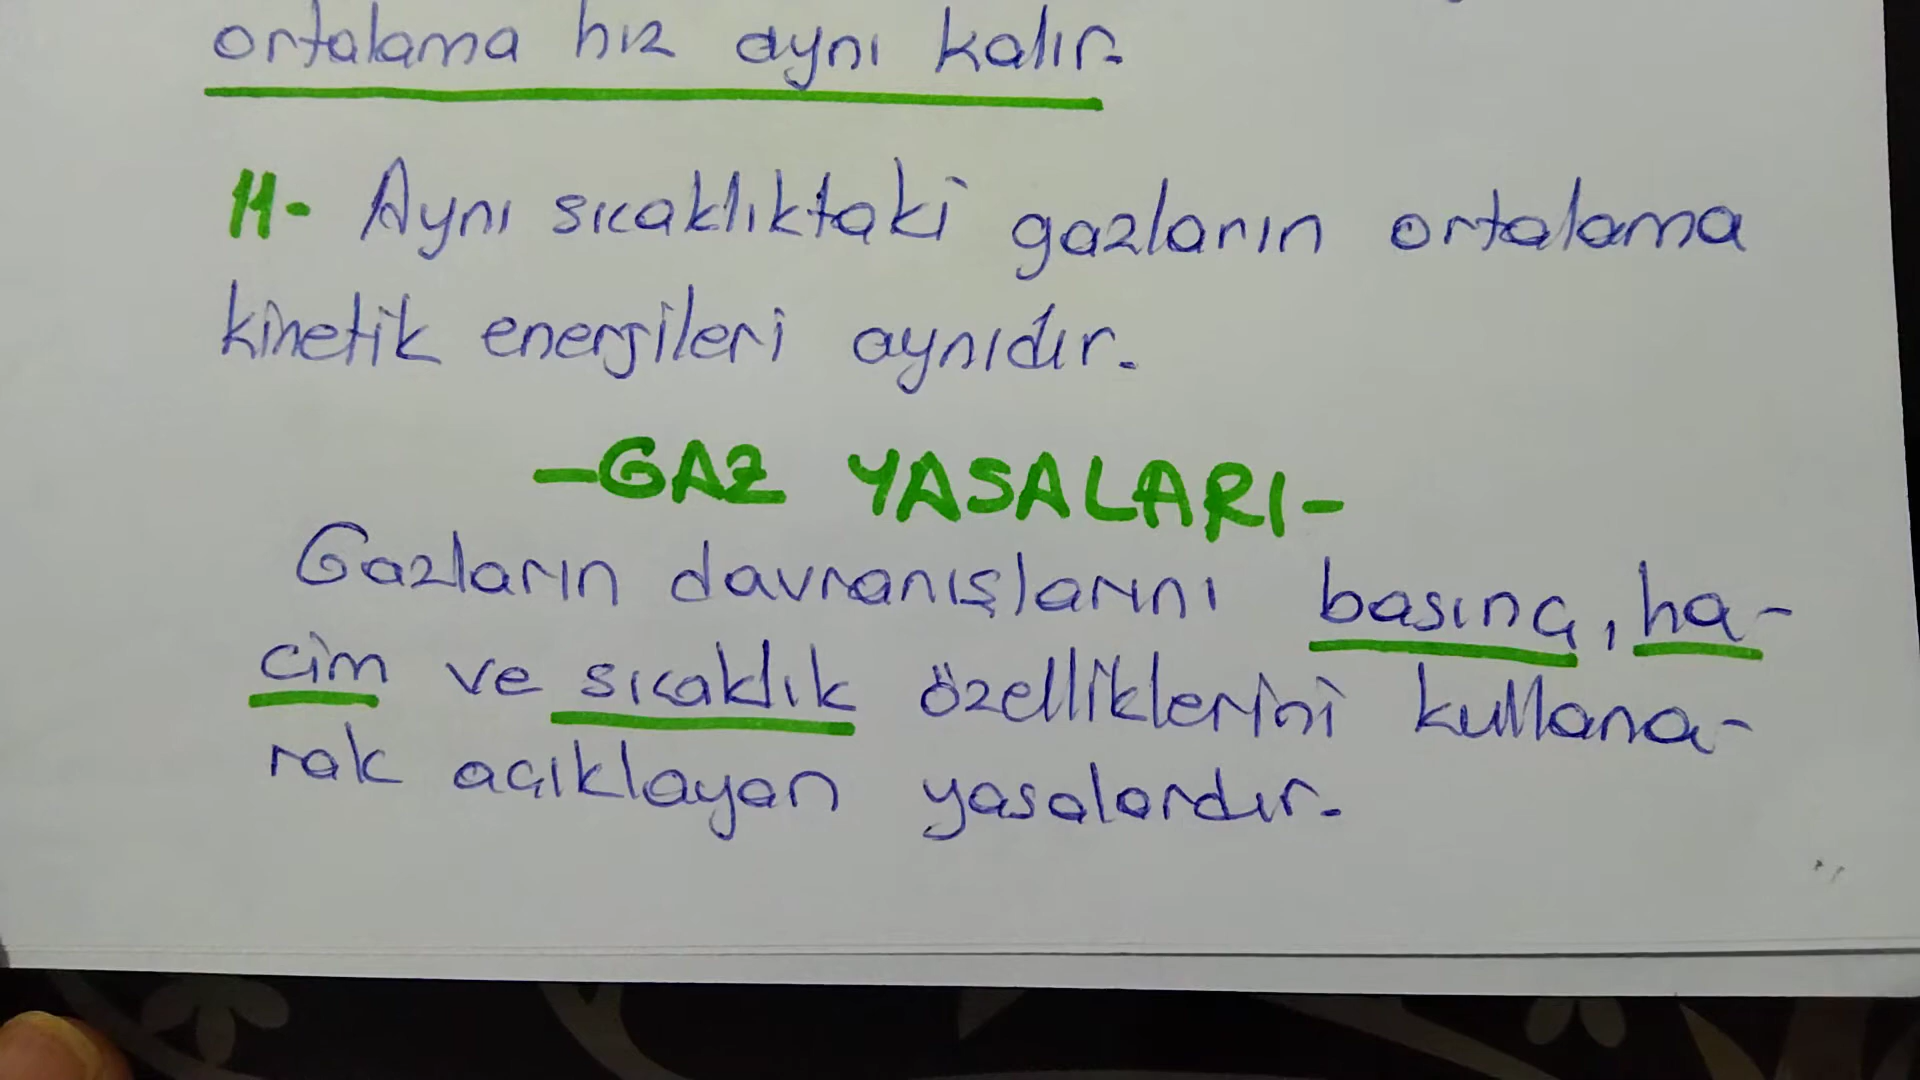 ortalama hız aynı kalır.
11- Aynı sıcaklıktaki gazların ortalama
kinetik enerjileri aynıdır.
-GAZ YASALARI-
Gazların davranışlarını basınç, ha-
cim ve sıcaklık özelliklerini kullana-
rak açıklayan yasalardır.